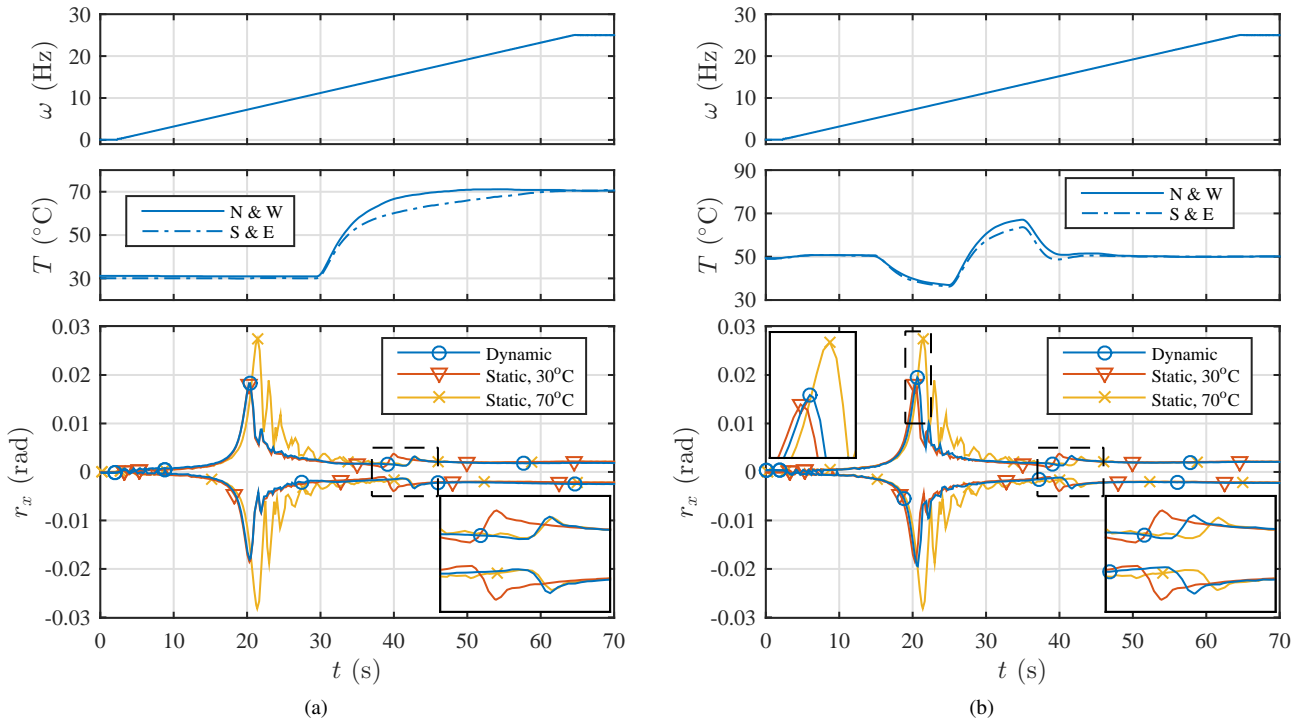 30
20
10
0
ω (Hz)
70
50
30
T (°C)
N & W
S & E
0.03
0.02
0.01
0
-0.01
-0.02
-0.03
r_x (rad)
Dynamic
Static, 30°C
Static, 70°C
0 10 20 30 40 50 60 70
t (s)
(a)
30
20
10
0
ω (Hz)
90
70
50
30
T (°C)
N & W
S & E
0.03
0.02
0.01
0
-0.01
-0.02
-0.03
r_x (rad)
Dynamic
Static, 30°C
Static, 70°C
0 10 20 30 40 50 60 70
t (s)
(b)